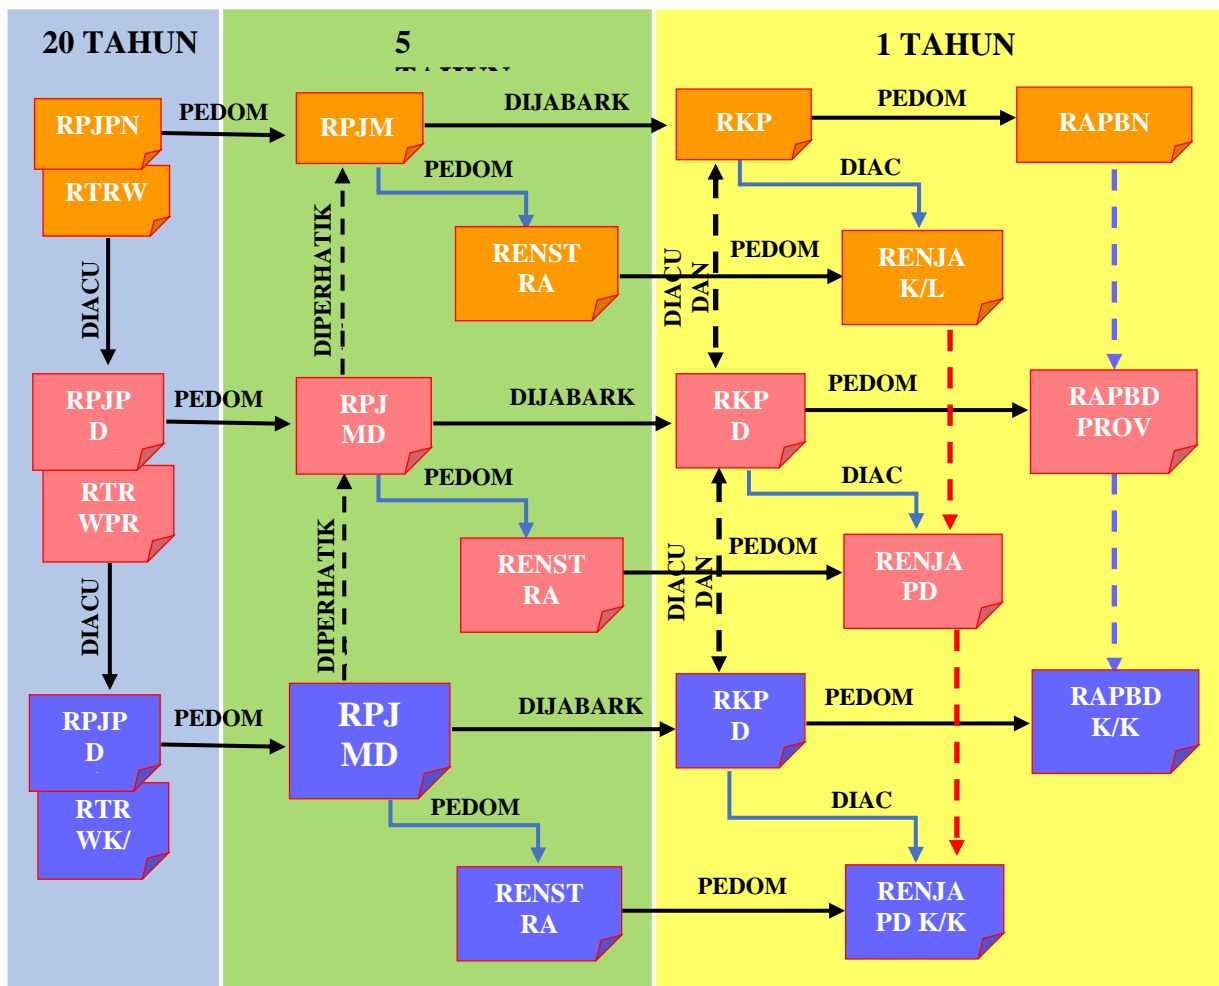 20 TAHUN
5
TAHUN
1 TAHUN
RPJPN
PEDOM
RPJM
DIJABARK
RKP
PEDOM
RAPBN
RTRW
PEDOM
DIAC
DIACU
DIPERHATIK
RENST
RA
PEDOM
DIACU
DAN
RENJA
K/L
RPJP
D
PEDOM
RPJ
MD
DIJABARK
RKP
D
PEDOM
RAPBD
PROV
RTR
WPR
PEDOM
DIAC
DIACU
DIPERHATIK
RENST
RA
PEDOM
DIACU
DAN
RENJA
PD
RPJP
D
PEDOM
RPJ
MD
DIJABARK
RKP
D
PEDOM
RAPBD
K/K
RTR
WK/
PEDOM
DIAC
RENST
RA
PEDOM
RENJA
PD K/K